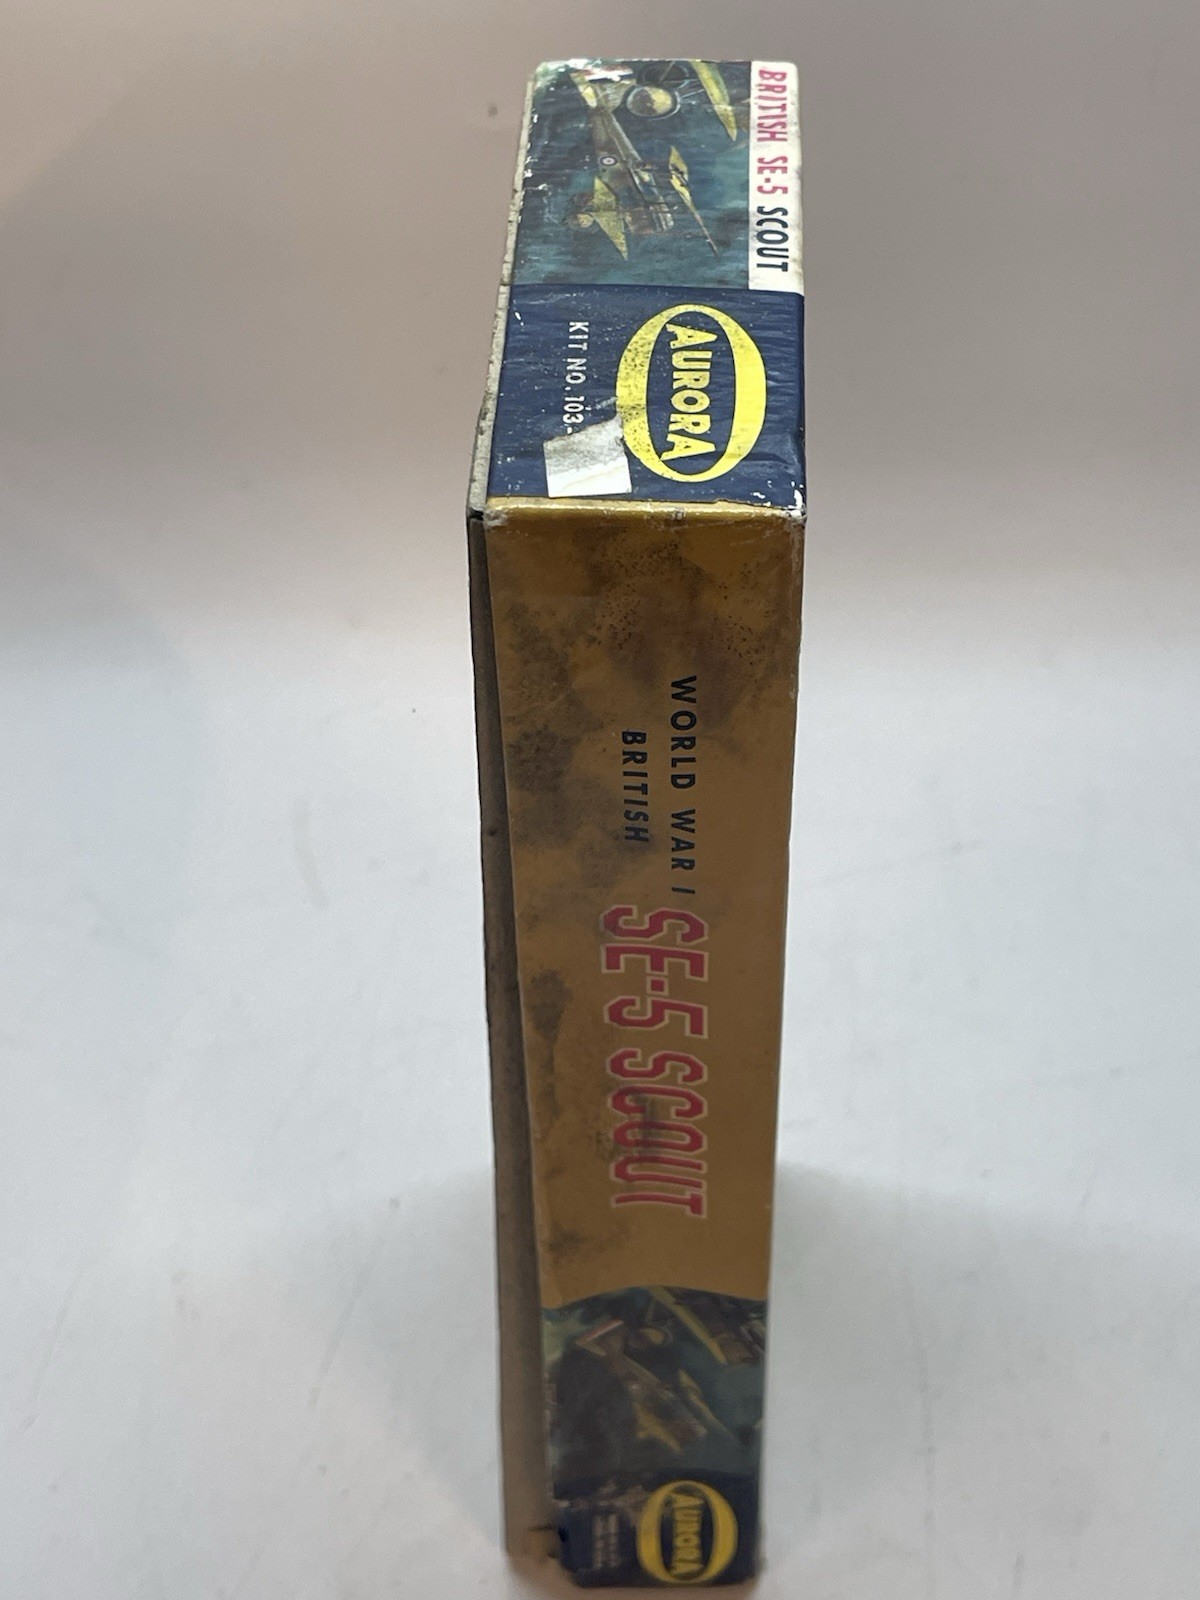 BRITISH SE-5 SCOUT
AURORA
KIT NO. 103-
WORLD WAR I
BRITISH
SE-5 SCOUT
AURORA